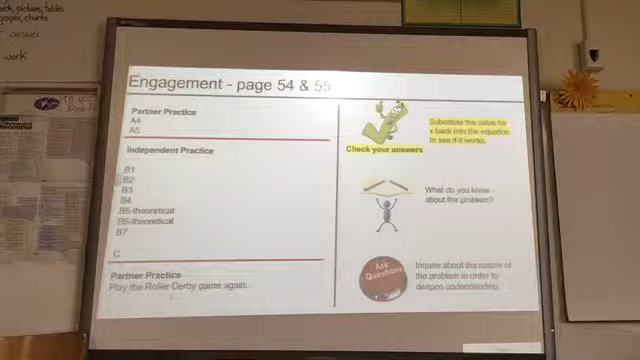 work
Engagement - page 54 & 55
Partner Practice
A4
A5
Independent Practice
B1
B2
B3
B4
B5-theoretical
B6-theoretical
B7
C
Partner Practice
Play the Roller Derby game again.
Check your answers
Substitute the value for
x back into the equation
to see if it works.
What do you know
about the problem?
Ask
Questions
Inquire about the nature of
the problem in order to
deepen understanding.